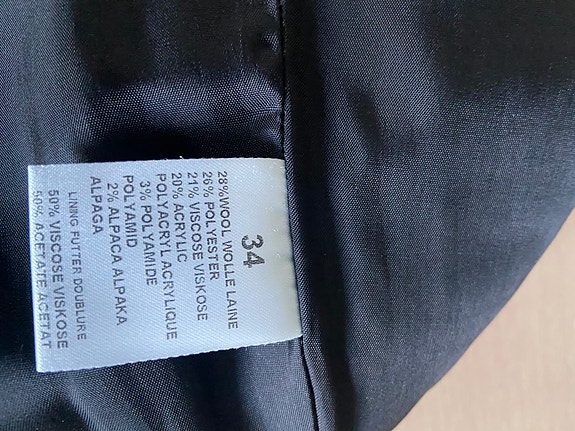 34
28%WOOL WOLLE LAINE
26% POLYESTER
21% VISCOSE VISKOSE
20% ACRYLIC
POLYACRYL ACRYLIQUE
3% POLYAMIDE
POLYAMID
2% ALPACA ALPAKA
ALPAGA
LINING FUTTER DOUBLURE
50% VISCOSE VISKOSE
50% ACETATE ACETAT